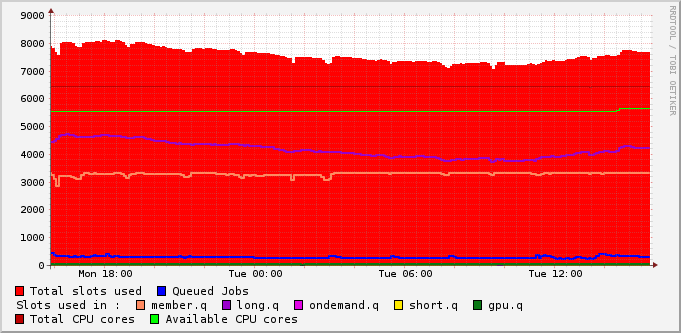 9000
8000
7000
6000
5000
4000
3000
2000
1000
0
Mon 18:00 Tue 00:00 Tue 06:00 Tue 12:00
Total slots used Queued Jobs
Slots used in : member.q long.q ondemand.q short.q gpu.q
Total CPU cores Available CPU cores
RRDTOOL / TOBI OETIKER